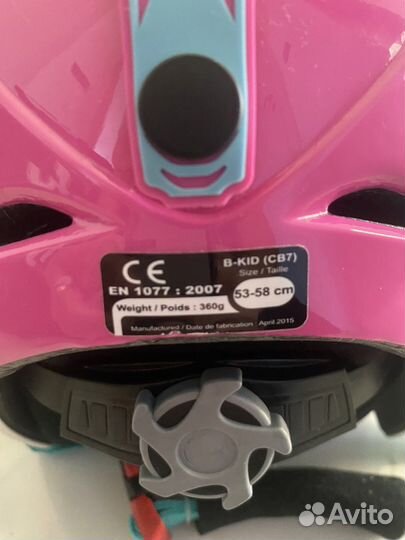 CE
B-KID (CB7)
Size / Taille
EN 1077 : 2007
53-58 cm
Weight / Poids : 360g
Manufactured / Date de fabrication : April.2015
Avito